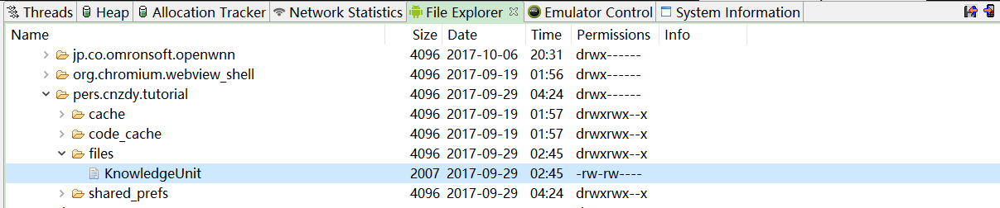 Threads Heap Allocation Tracker Network Statistics File Explorer Emulator Control System Information
Name Size Date Time Permissions Info
jp.co.omronsoft.openwnn 4096 2017-10-06 20:31 drwx------
org.chromium.webview_shell 4096 2017-09-19 01:56 drwx------
pers.cnzdy.tutorial 4096 2017-09-29 04:24 drwx------
cache 4096 2017-09-19 01:57 drwxrwx--x
code_cache 4096 2017-09-19 01:57 drwxrwx--x
files 4096 2017-09-29 02:45 drwxrwx--x
KnowledgeUnit 2007 2017-09-29 02:45 -rw-rw----
shared_prefs 4096 2017-09-29 04:24 drwxrwx--x